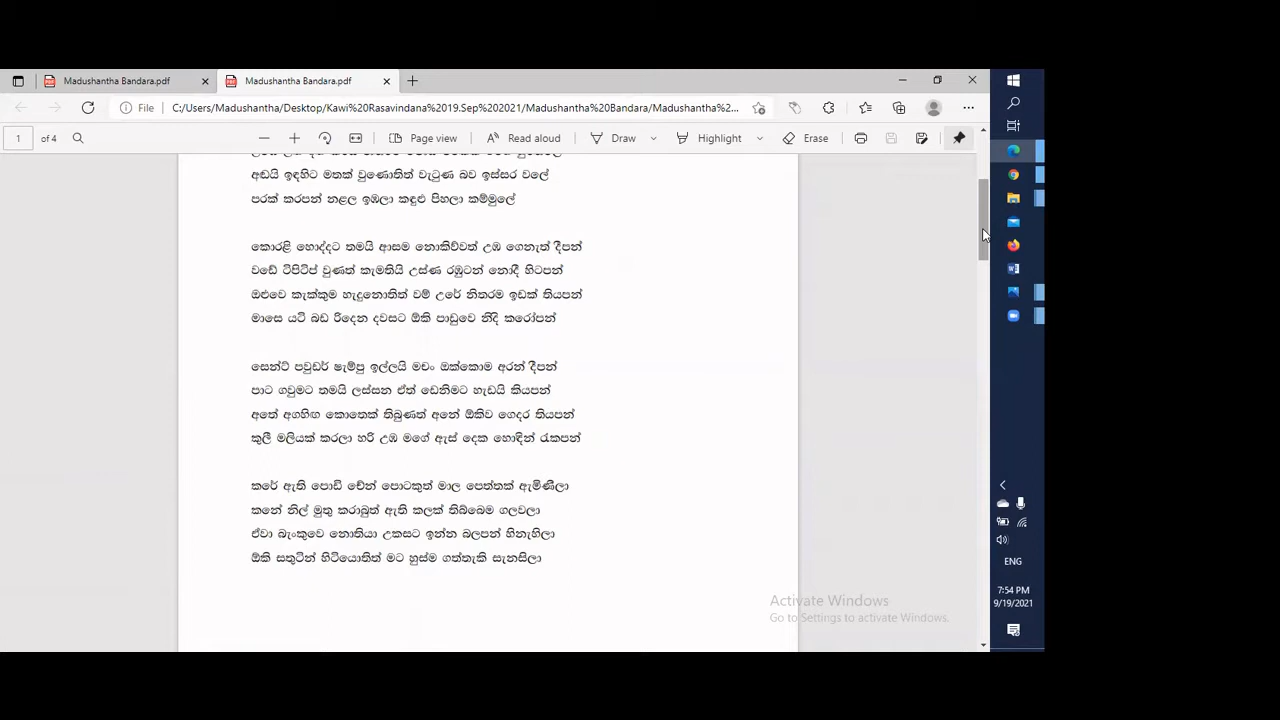 Madushantha Bandara.pdf
Madushantha Bandara.pdf
File
C:/Users/Madushantha/Desktop/Kawi%20Rasavindana%2019.Sep%202021/Madushantha%20Bandara/Madushantha%2...
1 of 4
Page view
Read aloud
Draw
Highlight
Erase
අඬයි ඉඳහිට මතක් වුණොතිත් වැටුණ බව ඉස්සර වලේ
පරක් කරපන් නළල ඉඹලා කඳුළු පිහලා කම්මුලේ
කොරළි හොද්දට තමයි ආසම නොකිව්වත් උඹ ගෙනැත් දීපන්
වඩේ ටිපිටිප් වුණත් කැමතියි උස්ණ රඹුටන් නොදී හිටපන්
ඔළුවෙ කැක්කුම හැදුනොතිත් වම් උරේ නිතරම ඉඩක් තියපන්
මාසෙ යටි බඩ රිදෙන දවසට ඕකි පාඩුවෙ නිදි කරෝපන්
සෙන්ට් පවුඩර් ෂැම්පු ඉල්ලයි මචං ඔක්කොම අරන් දීපන්
පාට ගවුමට තමයි ලස්සන ඒත් ඩෙනිමට හැඩයි කියපන්
අතේ අගහිඟ කොතෙක් තිබුණත් අනේ ඕකිව ගෙදර තියපන්
කුලී මලියක් කරලා හරි උඹ මගේ ඇස් දෙක හොඳින් රැකපන්
කරේ ඇති පොඩි චේන් පොටකුත් මාල පෙත්තක් ඇමිණිලා
කනේ නිල් මුතු කරාබුත් ඇති කලක් තිබ්බෙම ගලවලා
ඒවා බැංකුවෙ නොතියා උකසට ඉන්න බලපන් හිනැහිලා
ඕකි සතුටින් හිටියොතිත් මට හුස්ම ගත්තැකි සැනසිලා
Activate Windows
Go to Settings to activate Windows.
ENG
7:54 PM
9/19/2021